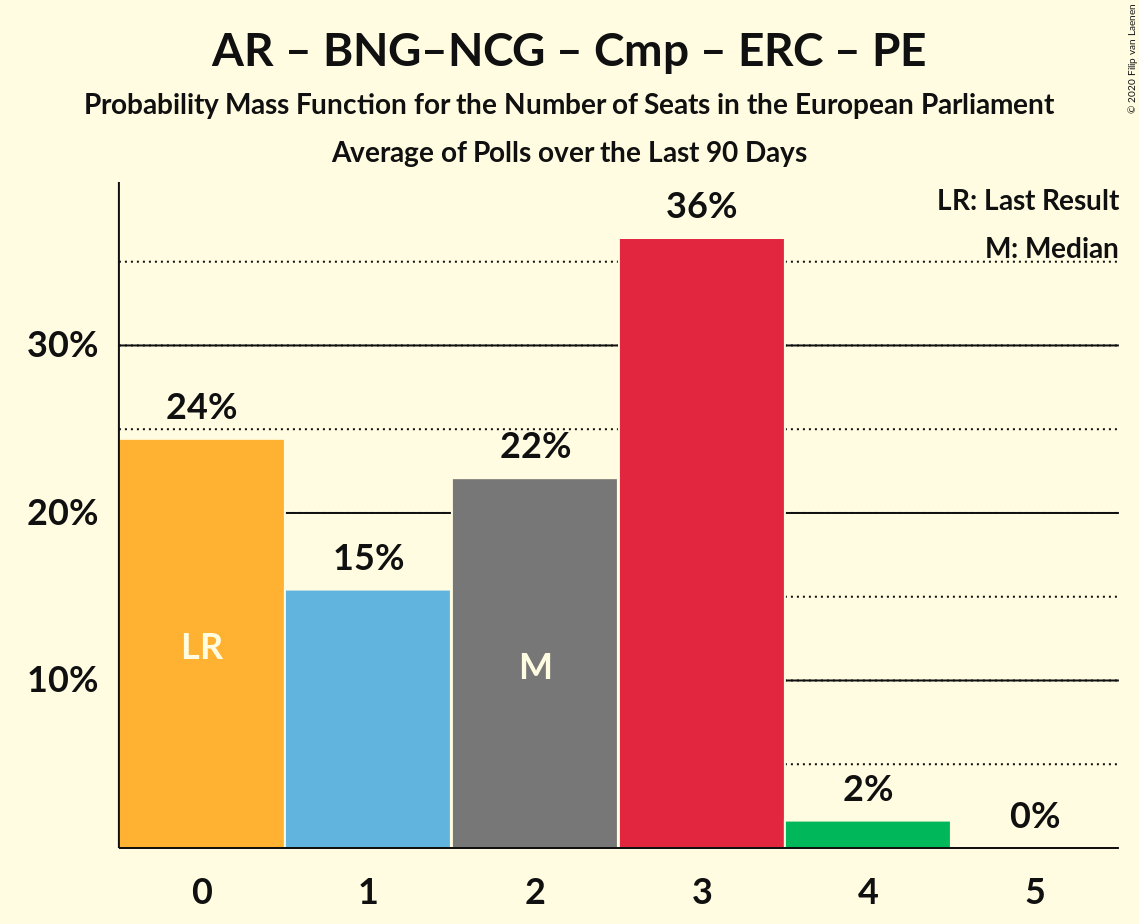 AR – BNG–NCG – Cmp – ERC – PE
Probability Mass Function for the Number of Seats in the European Parliament
Average of Polls over the Last 90 Days
© 2020 Filip van Laenen
LR: Last Result
M: Median
36%
30%
24%
22%
20%
15%
LR
M
10%
2%
0%
0 1 2 3 4 5